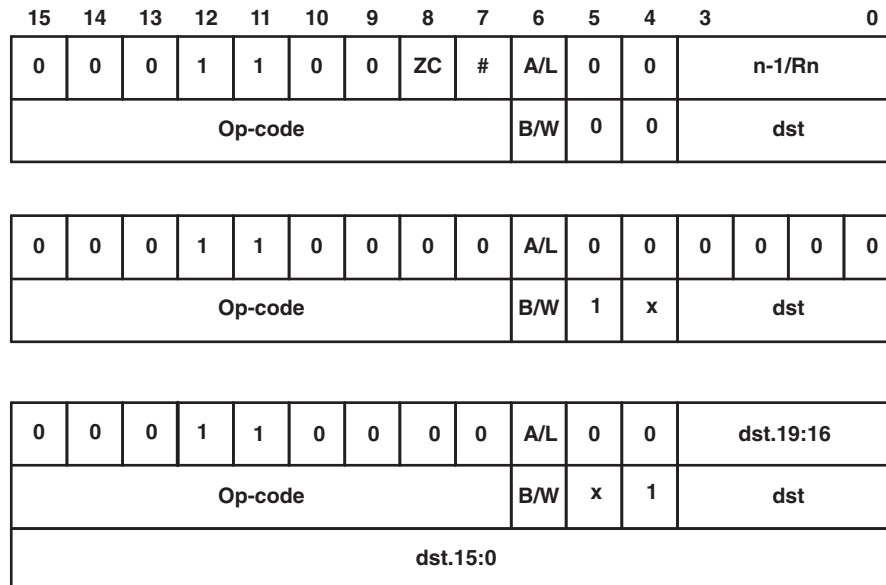 15 14 13 12 11 10 9 8 7 6 5 4 3 0
0 0 0 1 1 0 0 ZC # A/L 0 0 n-1/Rn
Op-code B/W 0 0 dst
0 0 0 1 1 0 0 0 0 A/L 0 0 0 0 0 0
Op-code B/W 1 x dst
0 0 0 1 1 0 0 0 0 A/L 0 0 dst.19:16
Op-code B/W x 1 dst
dst.15:0